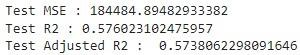 Test MSE : 184484.89482933382
Test R2 : 0.576023102475957
Test Adjusted R2 :  0.5738062298091646